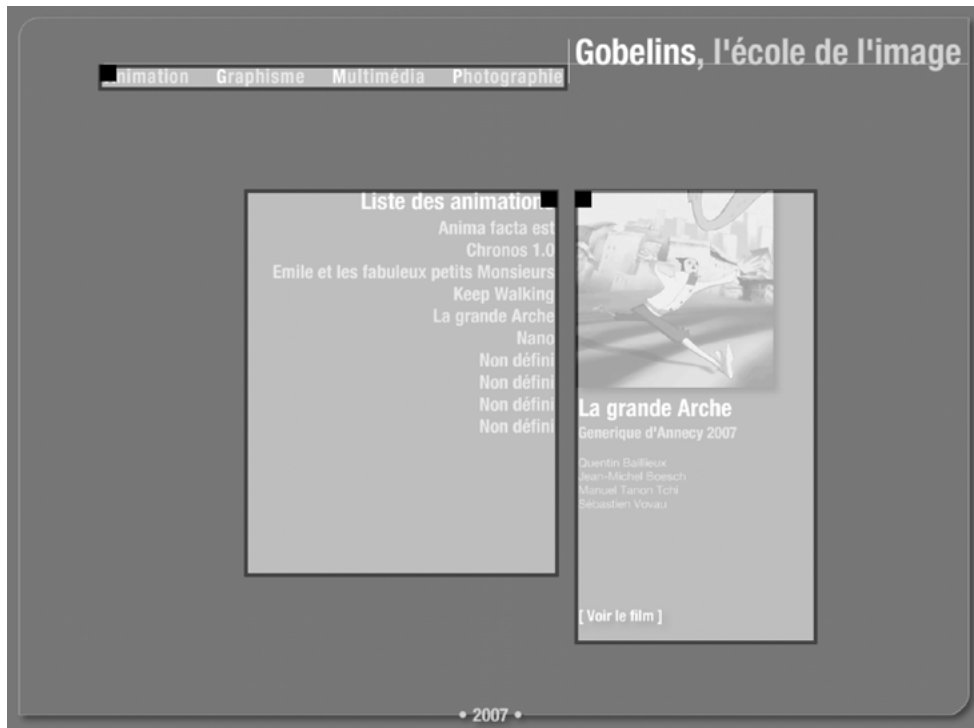 Gobelins, l'école de l'image
nimation Graphisme Multimédia Photographie
Liste des animation
Anima facta est
Chronos 1.0
Emile et les fabuleux petits Monsieurs
Keep Walking
La grande Arche
Nano
Non défini
Non défini
Non défini
Non défini
La grande Arche
Generique d'Annecy 2007
Quentin Baillieux
Jean-Michel Boesch
Manuel Tanon Tchi
Sébastien Vovau
[ Voir le film ]
• 2007 •